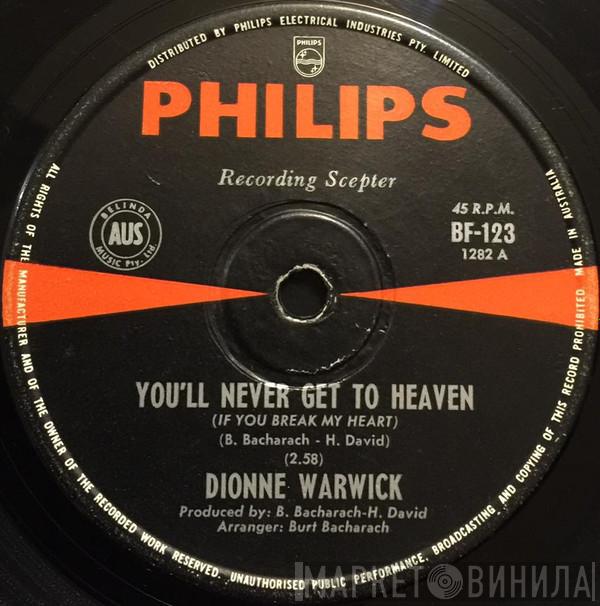 DISTRIBUTED BY PHILIPS ELECTRICAL INDUSTRIES PTY. LIMITED
PHILIPS
PHILIPS
Recording Scepter
BELINDA
AUS
MUSIC Pty. Ltd.
45 R.P.M.
BF-123
1282 A
YOU'LL NEVER GET TO HEAVEN
(IF YOU BREAK MY HEART)
(B. Bacharach - H. David)
(2.58)
DIONNE WARWICK
Produced by: B. Bacharach-H. David
Arranger: Burt Bacharach
ALL RIGHTS OF THE MANUFACTURER AND OF THE OWNER OF THE RECORDED WORK RESERVED. UNAUTHORISED PUBLIC PERFORMANCE, BROADCASTING AND COPYING OF THIS RECORD PROHIBITED. MADE IN AUSTRALIA
МАРКЕТ ВИНИЛА